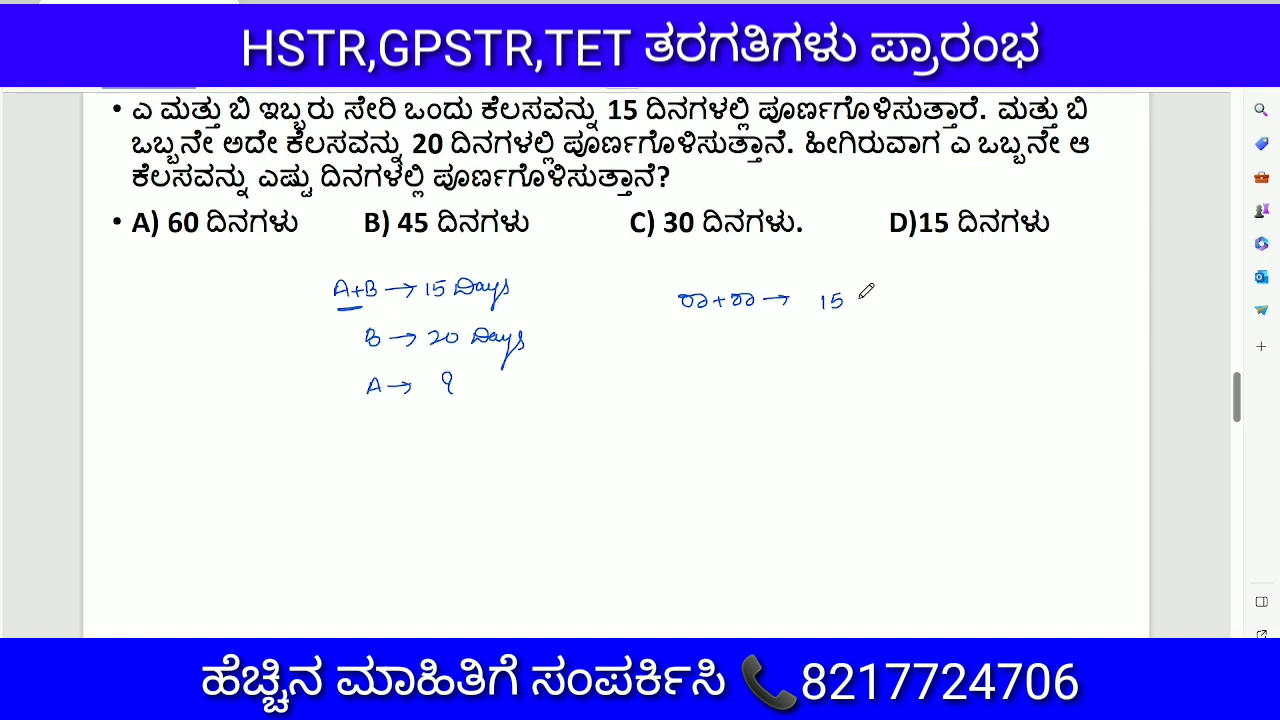 HSTR,GPSTR,TET ತರಗತಿಗಳು ಪ್ರಾರಂಭ
• ಎ ಮತ್ತು ಬಿ ಇಬ್ಬರು ಸೇರಿ ಒಂದು ಕೆಲಸವನ್ನು 15 ದಿನಗಳಲ್ಲಿ ಪೂರ್ಣಗೊಳಿಸುತ್ತಾರೆ. ಮತ್ತು ಬಿ
ಒಬ್ಬನೇ ಅದೇ ಕೆಲಸವನ್ನು 20 ದಿನಗಳಲ್ಲಿ ಪೂರ್ಣಗೊಳಿಸುತ್ತಾನೆ. ಹೀಗಿರುವಾಗ ಎ ಒಬ್ಬನೇ ಆ
ಕೆಲಸವನ್ನು ಎಷ್ಟು ದಿನಗಳಲ್ಲಿ ಪೂರ್ಣಗೊಳಿಸುತ್ತಾನೆ?
• A) 60 ದಿನಗಳು B) 45 ದಿನಗಳು C) 30 ದಿನಗಳು. D)15 ದಿನಗಳು
A+B → 15 Days
B → 20 Days
A → ?
ರಾ+ರಾ → 15
ಹೆಚ್ಚಿನ ಮಾಹಿತಿಗೆ ಸಂಪರ್ಕಿಸಿ 📞8217724706